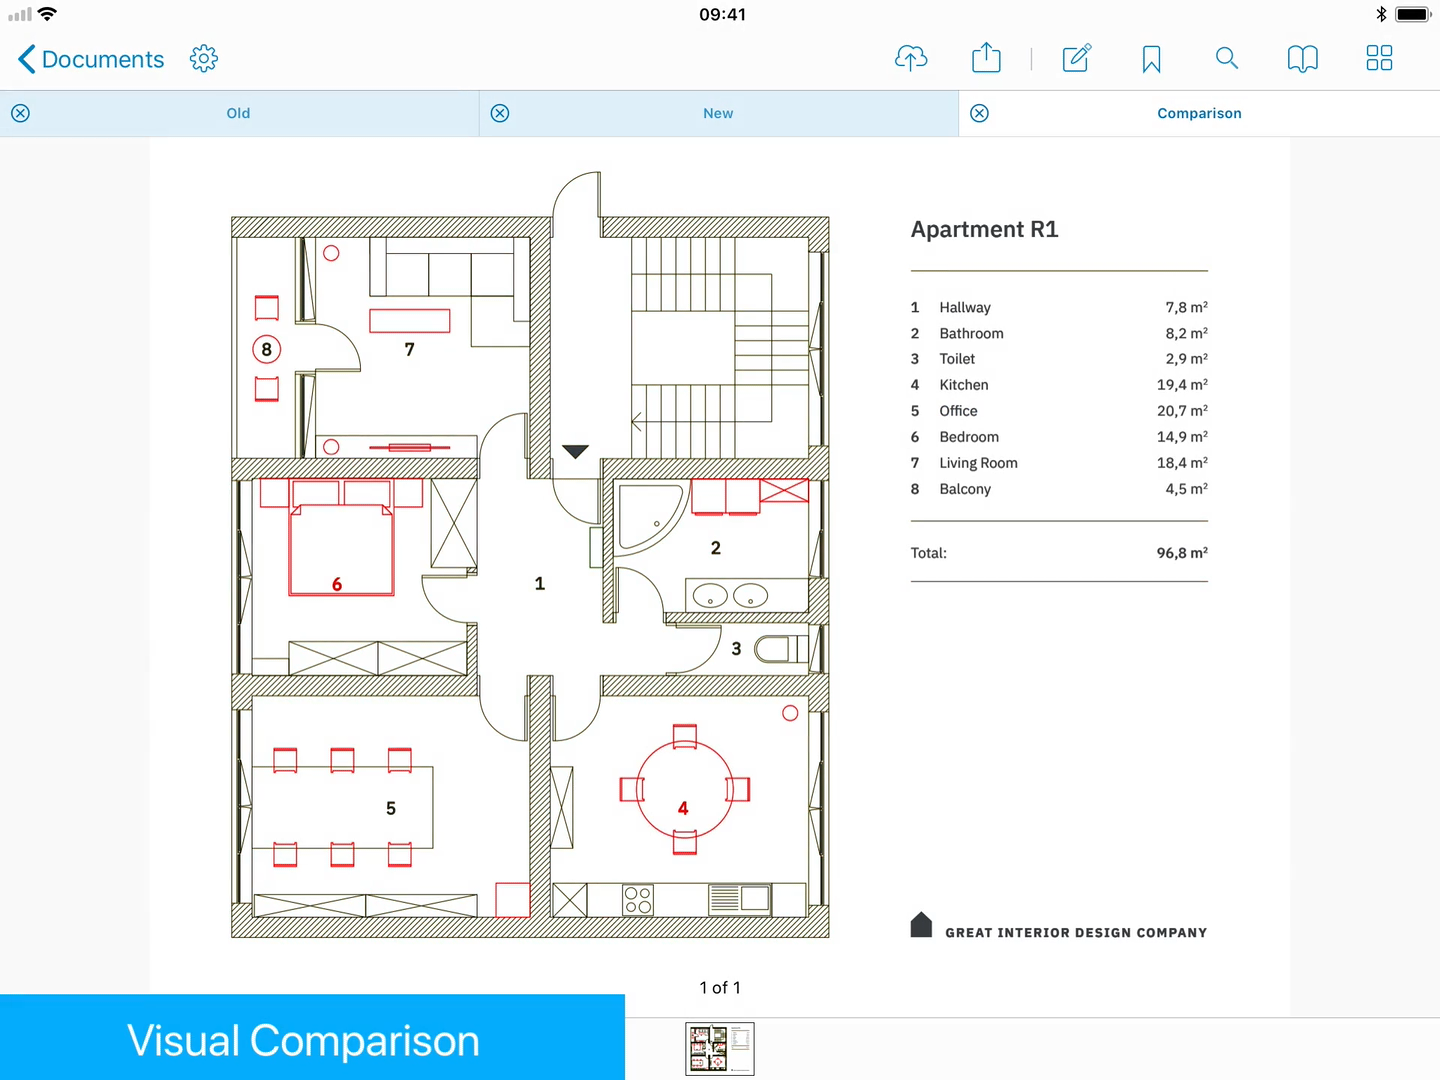 09:41
Documents
Old
New
Comparison
Apartment R1
1 Hallway 7,8 m²
2 Bathroom 8,2 m²
3 Toilet 2,9 m²
4 Kitchen 19,4 m²
5 Office 20,7 m²
6 Bedroom 14,9 m²
7 Living Room 18,4 m²
8 Balcony 4,5 m²
Total: 96,8 m²
8
7
6
1
2
3
5
4
GREAT INTERIOR DESIGN COMPANY
1 of 1
Visual Comparison